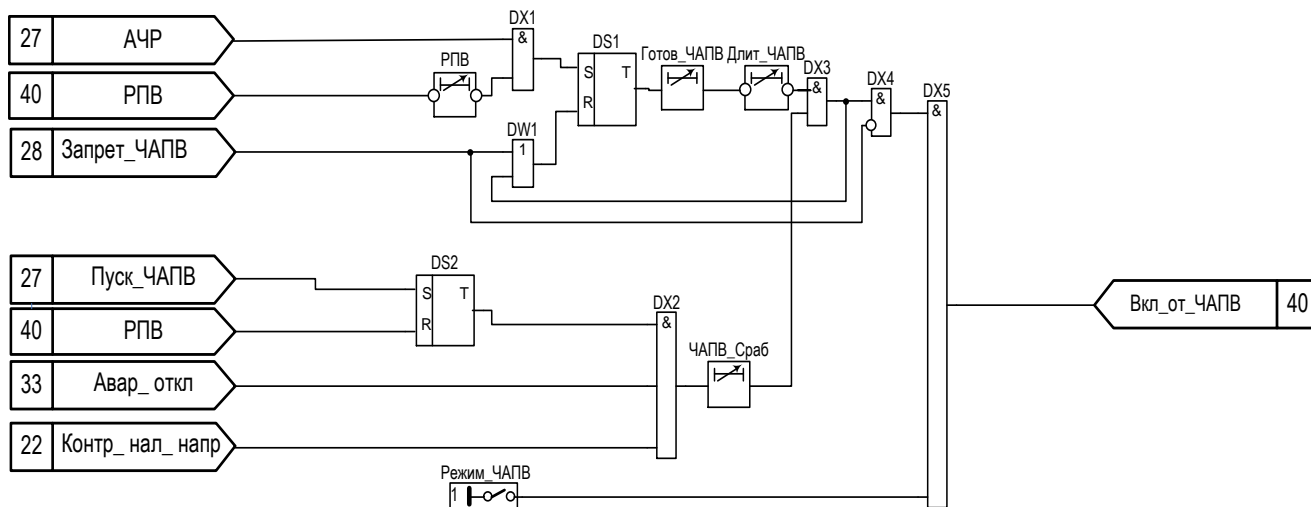 27 АЧР
40 РПВ
28 Запрет_ЧАПВ
РПВ
DX1
&
DW1
1
DS1
S T
R
Готов_ЧАПВ
Длит_ЧАПВ
DX3
&
DX4
&
DX5
&
27 Пуск_ЧАПВ
40 РПВ
33 Авар_ откл
22 Контр_ нал_ напр
DS2
S T
R
DX2
&
ЧАПВ_Сраб
Режим_ЧАПВ
1
Вкл_от_ЧАПВ 40